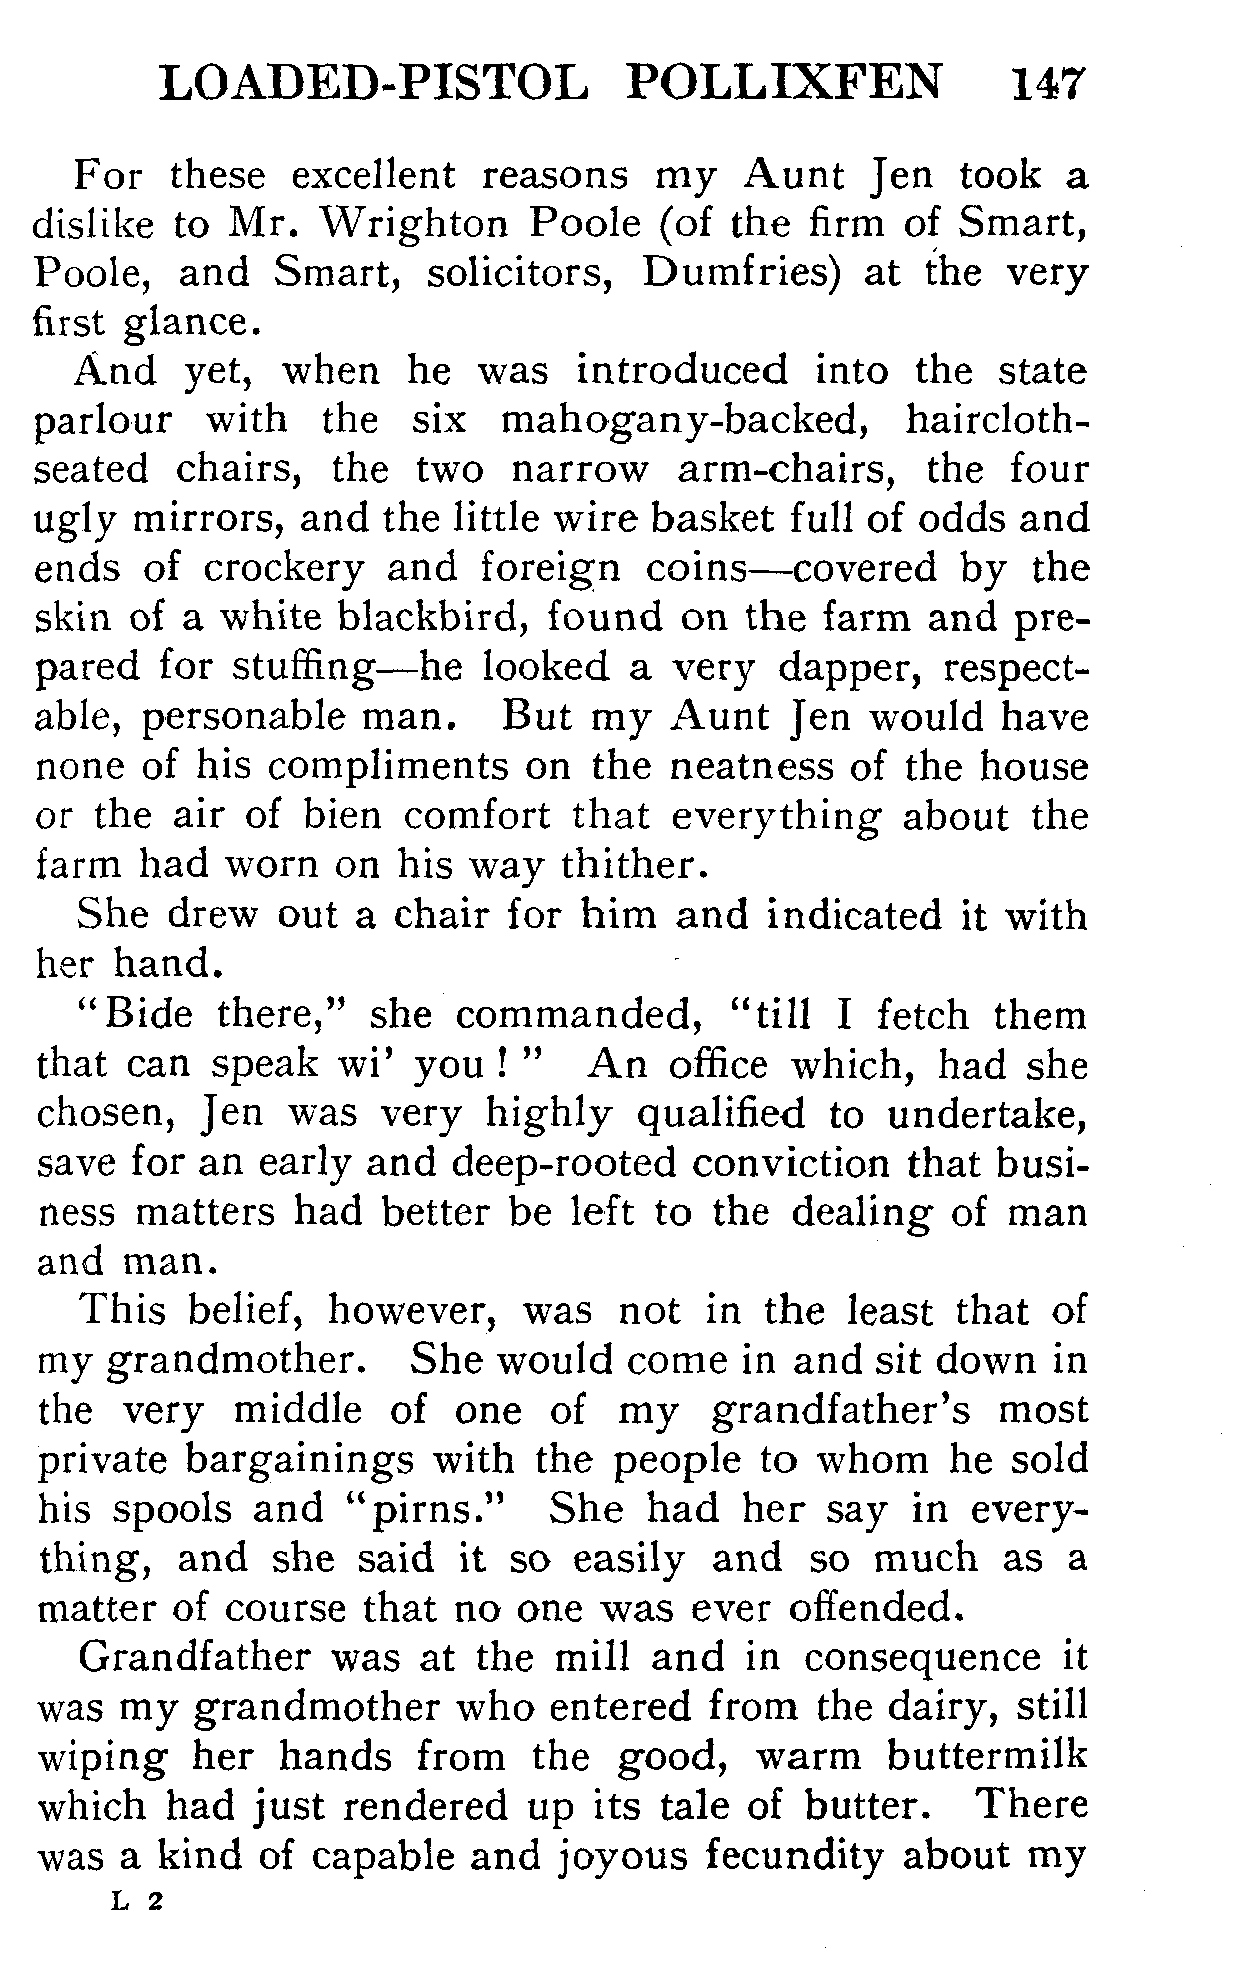 LOADED-PISTOL POLLIXFEN 147
For these excellent reasons my Aunt Jen took a
dislike to Mr. Wrighton Poole (of the firm of Smart,
Poole, and Smart, solicitors, Dumfries) at the very
first glance.
And yet, when he was introduced into the state
parlour with the six mahogany-backed, haircloth-
seated chairs, the two narrow arm-chairs, the four
ugly mirrors, and the little wire basket full of odds and
ends of crockery and foreign coins—covered by the
skin of a white blackbird, found on the farm and pre-
pared for stuffing—he looked a very dapper, respect-
able, personable man. But my Aunt Jen would have
none of his compliments on the neatness of the house
or the air of bien comfort that everything about the
farm had worn on his way thither.
She drew out a chair for him and indicated it with
her hand.
"Bide there," she commanded, "till I fetch them
that can speak wi' you!" An office which, had she
chosen, Jen was very highly qualified to undertake,
save for an early and deep-rooted conviction that busi-
ness matters had better be left to the dealing of man
and man.
This belief, however, was not in the least that of
my grandmother. She would come in and sit down in
the very middle of one of my grandfather's most
private bargainings with the people to whom he sold
his spools and "pirns." She had her say in every-
thing, and she said it so easily and so much as a
matter of course that no one was ever offended.
Grandfather was at the mill and in consequence it
was my grandmother who entered from the dairy, still
wiping her hands from the good, warm buttermilk
which had just rendered up its tale of butter. There
was a kind of capable and joyous fecundity about my
L 2